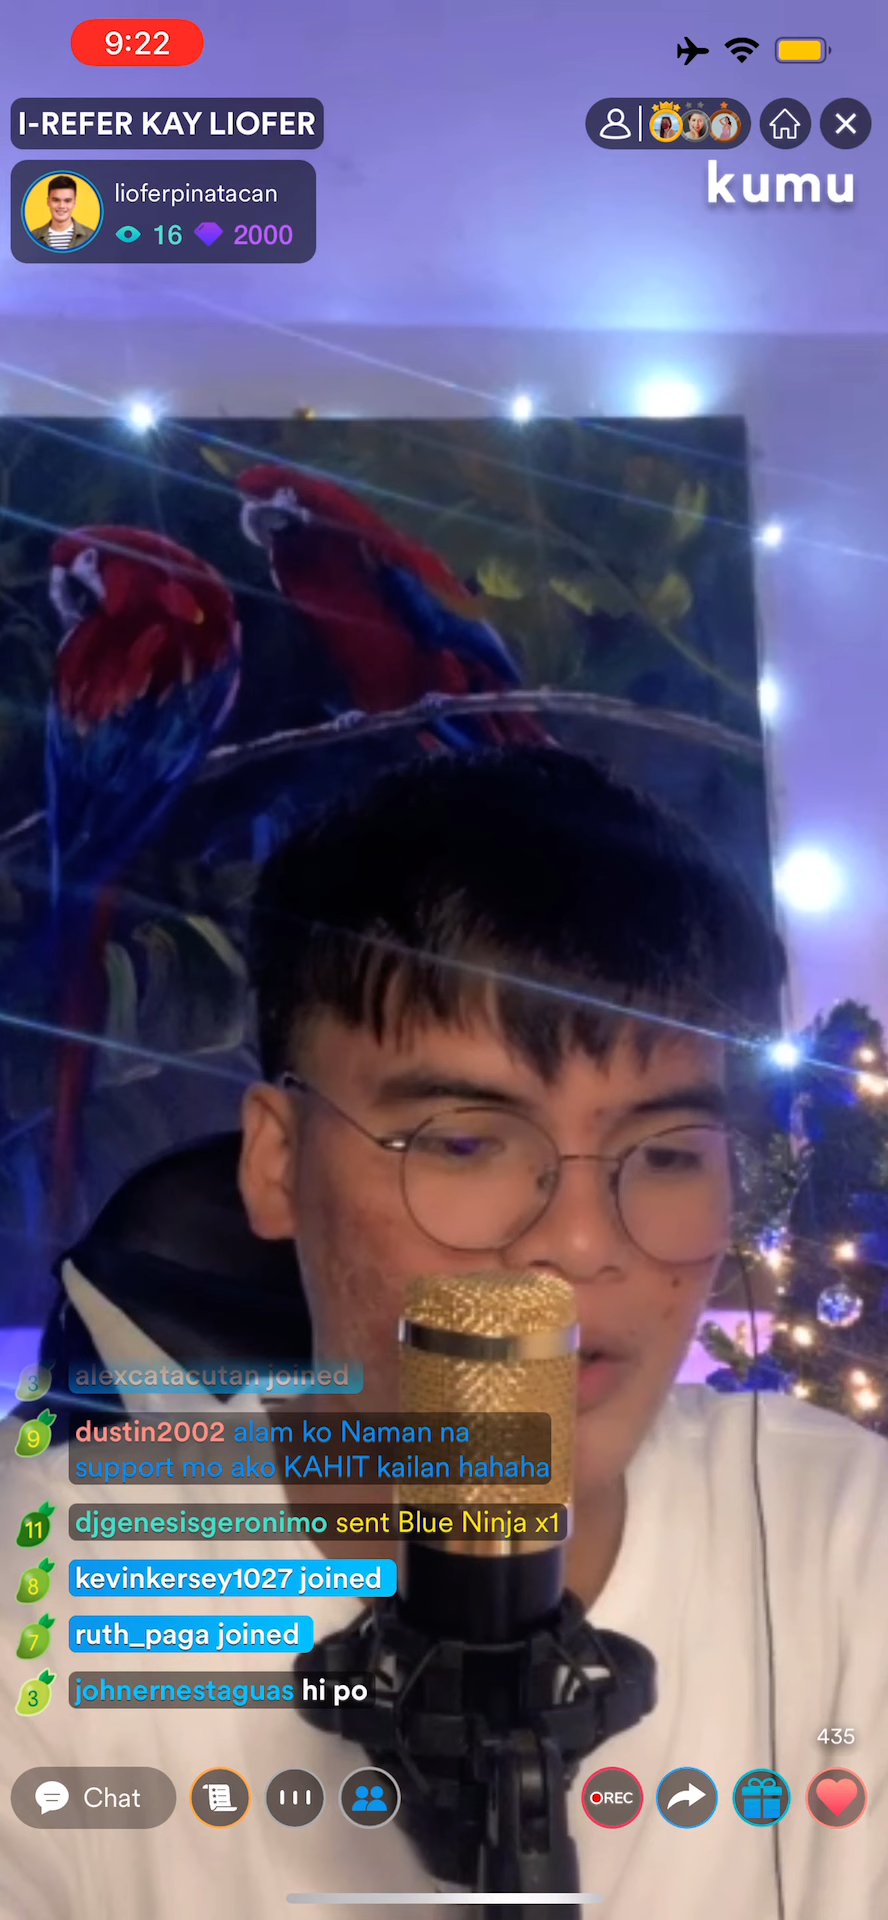 9:22
I-REFER KAY LIOFER
lioferpinatacan
16 2000
kumu
3 alexcatacutan joined
9 dustin2002 alam ko Naman na
support mo ako KAHIT kailan hahaha
11 djgenesisgeronimo sent Blue Ninja x1
8 kevinkersey1027 joined
7 ruth_paga joined
3 johnernestaguas hi po
435
Chat
REC